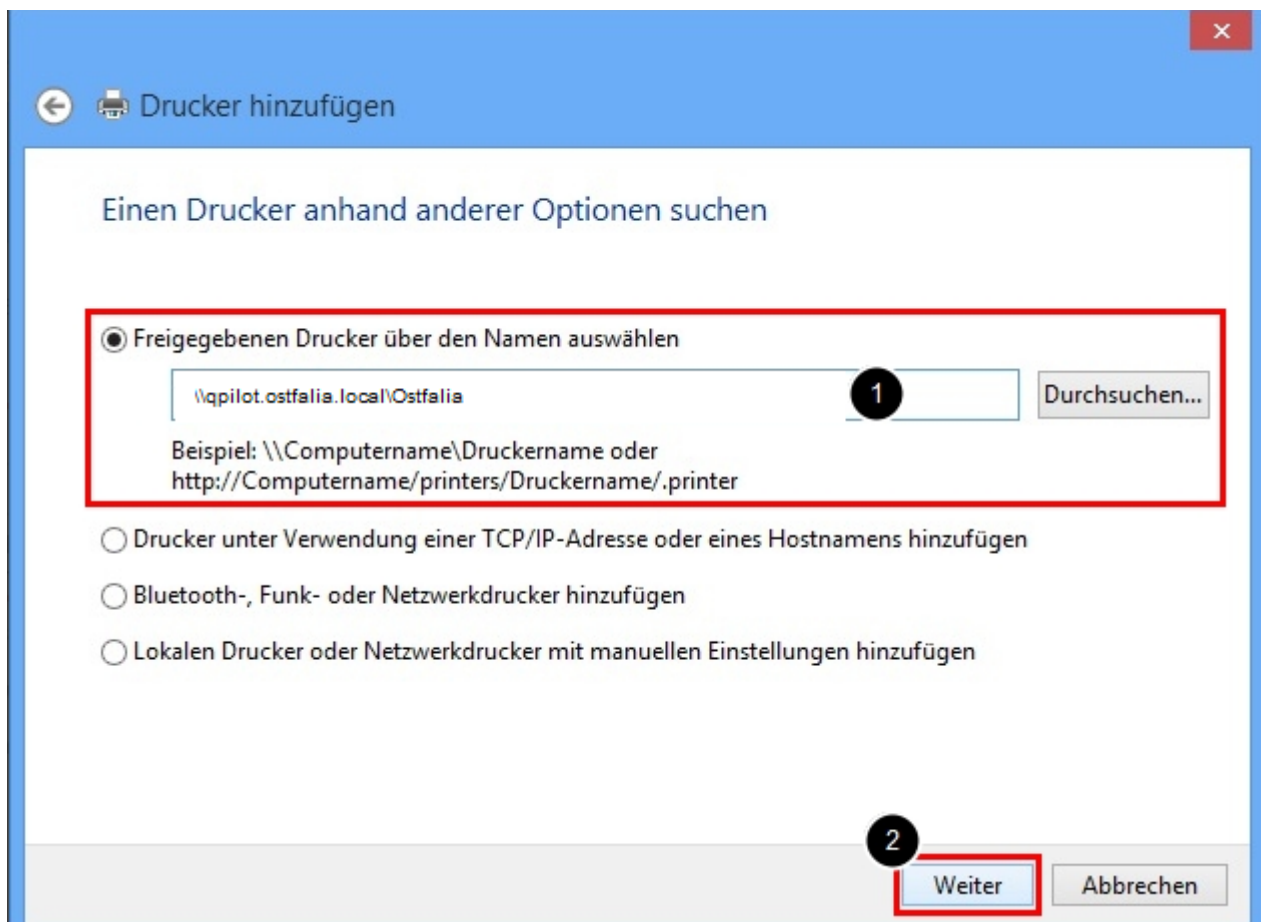 Drucker hinzufügen
Einen Drucker anhand anderer Optionen suchen
Freigegebenen Drucker über den Namen auswählen
\\qpilot.ostfalia.local\Ostfalia
1
Durchsuchen...
Beispiel: \\Computername\Druckername oder
http://Computername/printers/Druckername/.printer
Drucker unter Verwendung einer TCP/IP-Adresse oder eines Hostnamens hinzufügen
Bluetooth-, Funk- oder Netzwerkdrucker hinzufügen
Lokalen Drucker oder Netzwerkdrucker mit manuellen Einstellungen hinzufügen
2
Weiter
Abbrechen